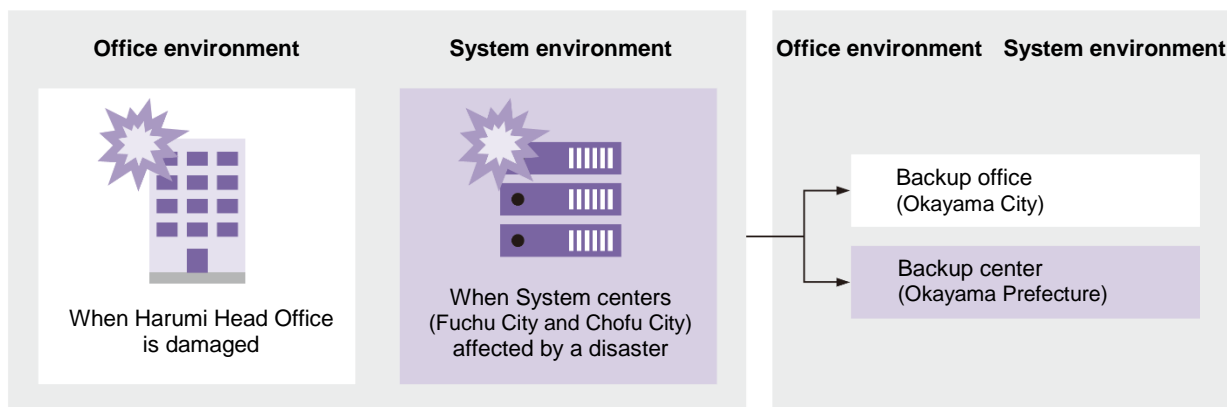 Office environment
System environment
When Harumi Head Office
is damaged
When System centers
(Fuchu City and Chofu City)
affected by a disaster
Office environment
System environment
Backup office
(Okayama City)
Backup center
(Okayama Prefecture)